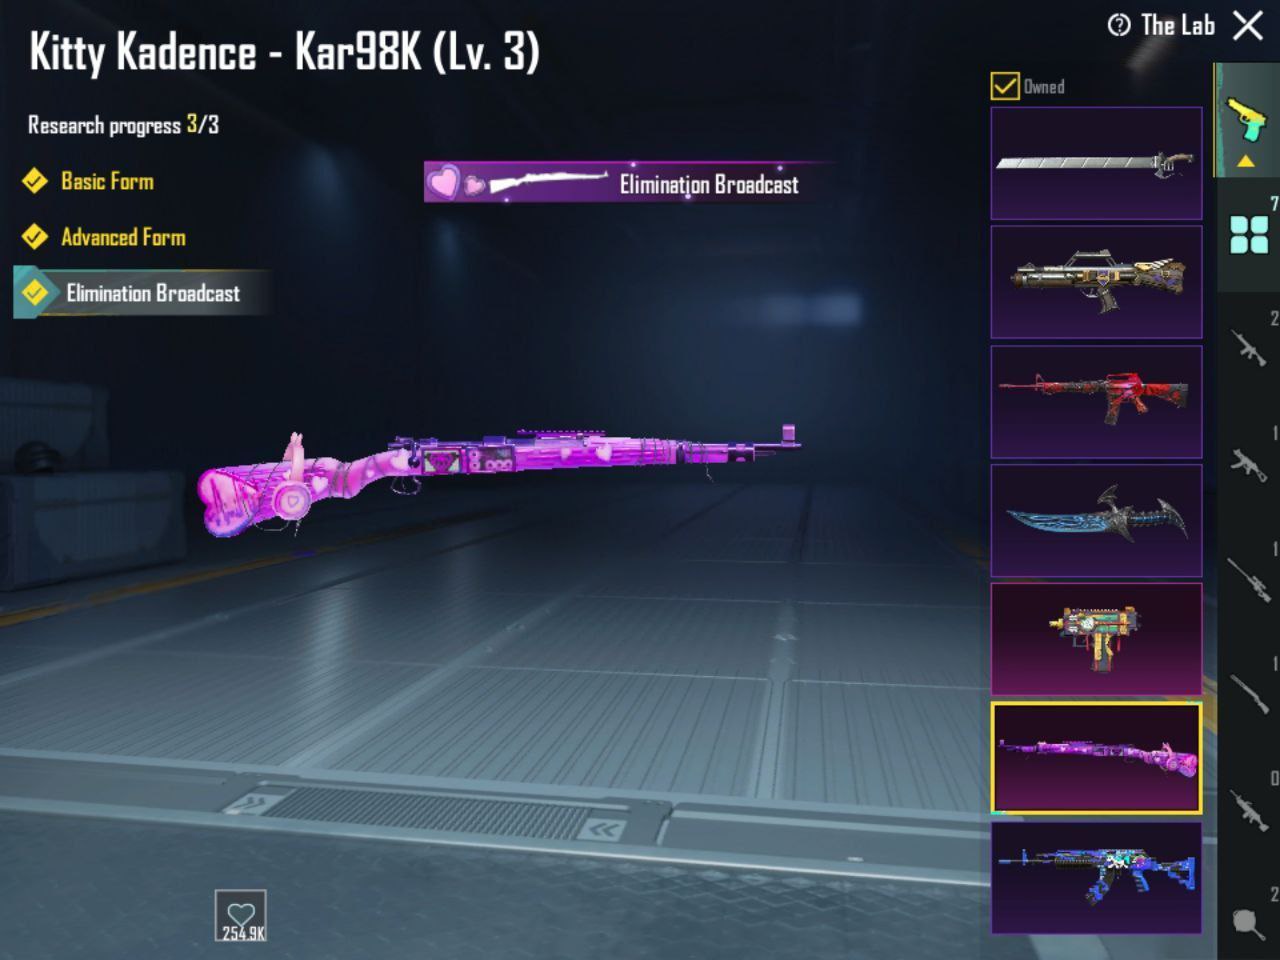 Kitty Kadence - Kar98K (Lv. 3)
The Lab
Research progress 3/3
Owned
Basic Form
Advanced Form
Elimination Broadcast
Elimination Broadcast
7
2
1
1
1
0
2
254.9K